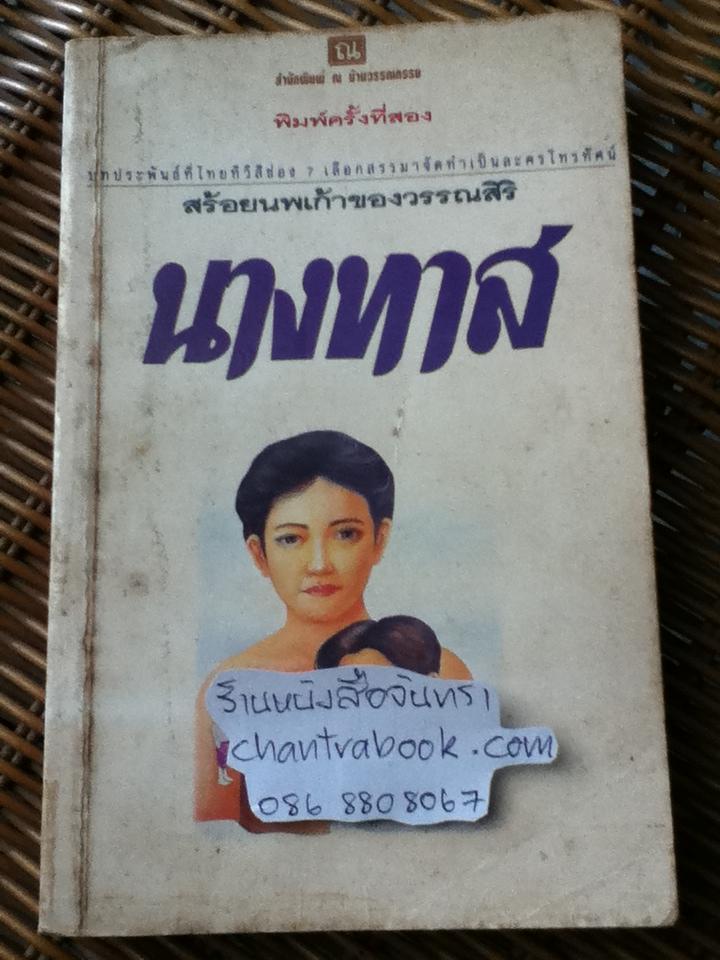 ณ
สำนักพิมพ์ ณ บ้านวรรณกรรม
พิมพ์ครั้งที่สอง
บทประพันธ์ที่ไทยทีวีสีช่อง 7 เลือกสรรมาจัดทำเป็นละครโทรทัศน์
สร้อยนพเก้าของวรรณสิริ
นางทาส
ร้านหนังสือจันทรา
chantrabook.com
086 8808067